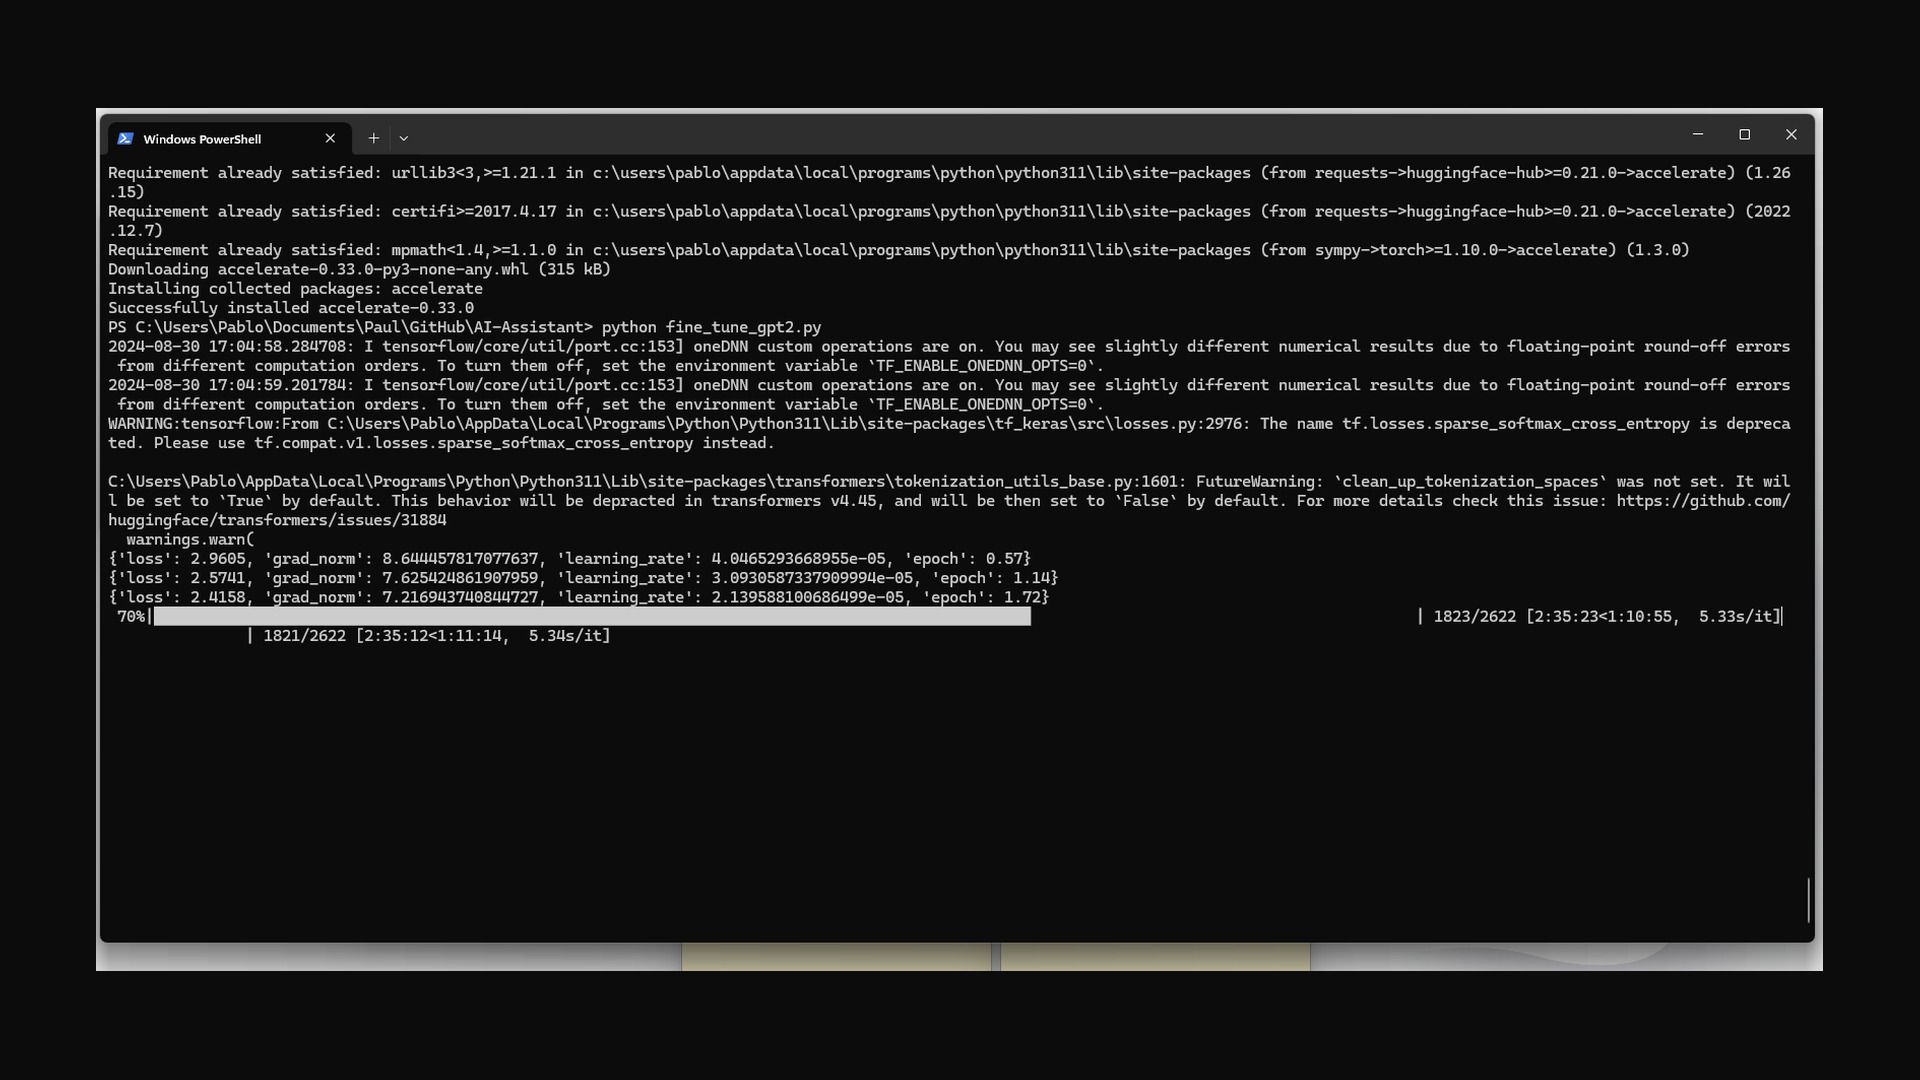 Windows PowerShell
Requirement already satisfied: urllib3<3,>=1.21.1 in c:\users\pablo\appdata\local\programs\python\python311\lib\site-packages (from requests->huggingface-hub>=0.21.0->accelerate) (1.26
.15)
Requirement already satisfied: certifi>=2017.4.17 in c:\users\pablo\appdata\local\programs\python\python311\lib\site-packages (from requests->huggingface-hub>=0.21.0->accelerate) (2022
.12.7)
Requirement already satisfied: mpmath<1.4,>=1.1.0 in c:\users\pablo\appdata\local\programs\python\python311\lib\site-packages (from sympy->torch>=1.10.0->accelerate) (1.3.0)
Downloading accelerate-0.33.0-py3-none-any.whl (315 kB)
Installing collected packages: accelerate
Successfully installed accelerate-0.33.0
PS C:\Users\Pablo\Documents\Paul\GitHub\AI-Assistant> python fine_tune_gpt2.py
2024-08-30 17:04:58.284708: I tensorflow/core/util/port.cc:153] oneDNN custom operations are on. You may see slightly different numerical results due to floating-point round-off errors
 from different computation orders. To turn them off, set the environment variable `TF_ENABLE_ONEDNN_OPTS=0`.
2024-08-30 17:04:59.201784: I tensorflow/core/util/port.cc:153] oneDNN custom operations are on. You may see slightly different numerical results due to floating-point round-off errors
 from different computation orders. To turn them off, set the environment variable `TF_ENABLE_ONEDNN_OPTS=0`.
WARNING:tensorflow:From C:\Users\Pablo\AppData\Local\Programs\Python\Python311\Lib\site-packages\tf_keras\src\losses.py:2976: The name tf.losses.sparse_softmax_cross_entropy is depreca
ted. Please use tf.compat.v1.losses.sparse_softmax_cross_entropy instead.
C:\Users\Pablo\AppData\Local\Programs\Python\Python311\Lib\site-packages\transformers\tokenization_utils_base.py:1601: FutureWarning: `clean_up_tokenization_spaces` was not set. It wil
l be set to `True` by default. This behavior will be depracted in transformers v4.45, and will be then set to `False` by default. For more details check this issue: https://github.com/
huggingface/transformers/issues/31884
  warnings.warn(
{'loss': 2.9605, 'grad_norm': 8.644457817077637, 'learning_rate': 4.0465293668955e-05, 'epoch': 0.57}
{'loss': 2.5741, 'grad_norm': 7.625424861907959, 'learning_rate': 3.0930587337909994e-05, 'epoch': 1.14}
{'loss': 2.4158, 'grad_norm': 7.216943740844727, 'learning_rate': 2.139588100686499e-05, 'epoch': 1.72}
70%| | 1823/2622 [2:35:23<1:10:55,  5.33s/it]
| 1821/2622 [2:35:12<1:11:14,  5.34s/it]